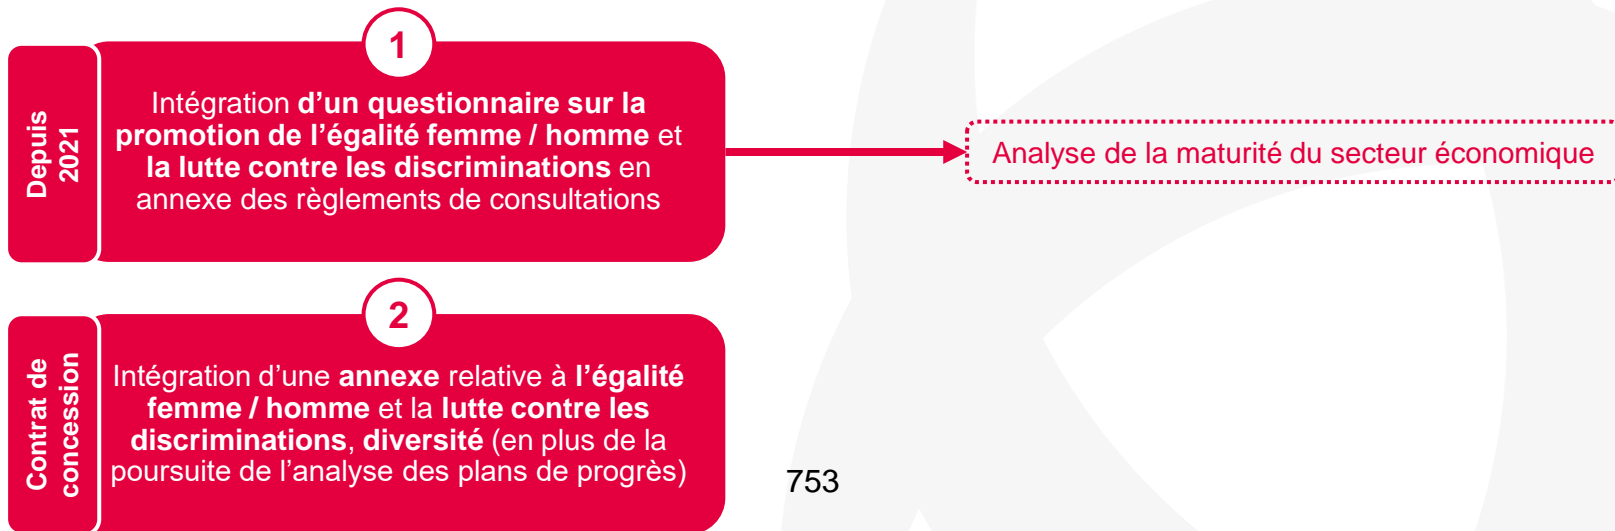 1
Depuis
2021
Intégration d'un questionnaire sur la
promotion de l'égalité femme / homme et
la lutte contre les discriminations en
annexe des règlements de consultations
Analyse de la maturité du secteur économique
2
Contrat de
concession
Intégration d'une annexe relative à l'égalité
femme / homme et la lutte contre les
discriminations, diversité (en plus de la
poursuite de l'analyse des plans de progrès)
753